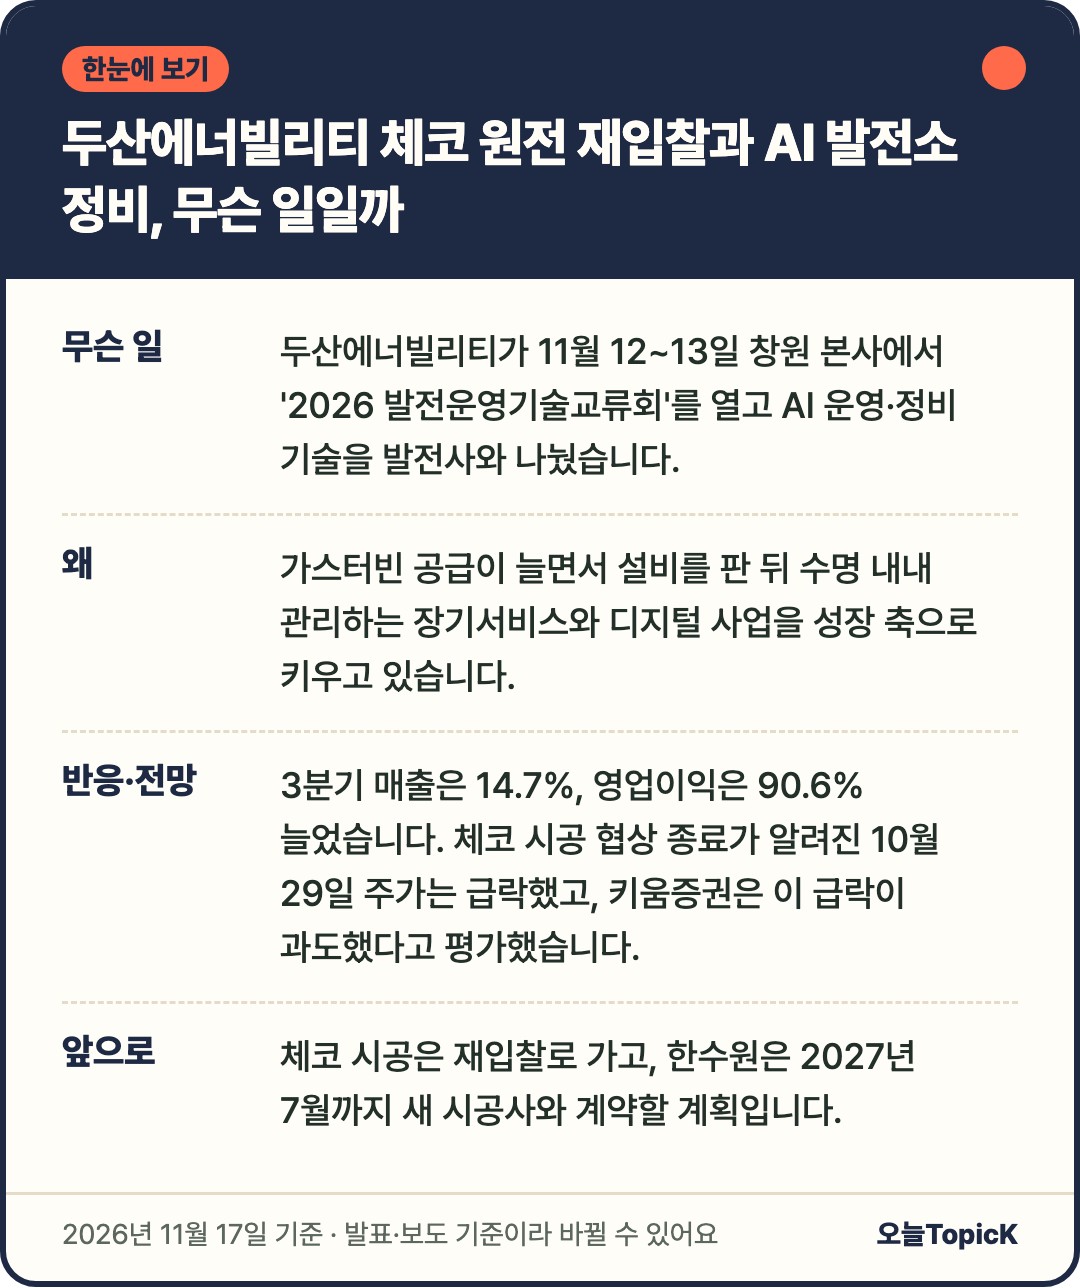 한눈에 보기
두산에너빌리티 체코 원전 재입찰과 AI 발전소
정비, 무슨 일일까
무슨 일
두산에너빌리티가 11월 12~13일 창원 본사에서
'2026 발전운영기술교류회'를 열고 AI 운영·정비
기술을 발전사와 나눴습니다.
왜
가스터빈 공급이 늘면서 설비를 판 뒤 수명 내내
관리하는 장기서비스와 디지털 사업을 성장 축으로
키우고 있습니다.
반응·전망
3분기 매출은 14.7%, 영업이익은 90.6%
늘었습니다. 체코 시공 협상 종료가 알려진 10월
29일 주가는 급락했고, 키움증권은 이 급락이
과도했다고 평가했습니다.
앞으로
체코 시공은 재입찰로 가고, 한수원은 2027년
7월까지 새 시공사와 계약할 계획입니다.
2026년 11월 17일 기준 · 발표·보도 기준이라 바뀔 수 있어요
오늘TopicK